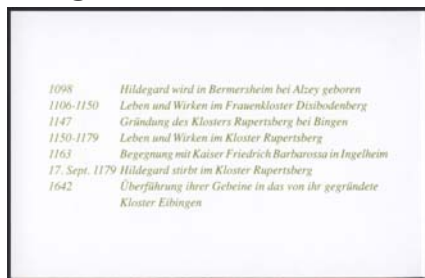 1098 Hildegard wird in Bermersheim bei Alzey geboren
1106-1150 Leben und Wirken im Frauenkloster Disibodenberg
1147 Gründung des Klosters Rupertsberg bei Bingen
1150-1179 Leben und Wirken im Kloster Rupertsberg
1163 Begegnung mit Kaiser Friedrich Barbarossa in Ingelheim
17. Sept. 1179 Hildegard stirbt im Kloster Rupertsberg
1642 Überführung ihrer Gebeine in das von ihr gegründete
Kloster Eibingen